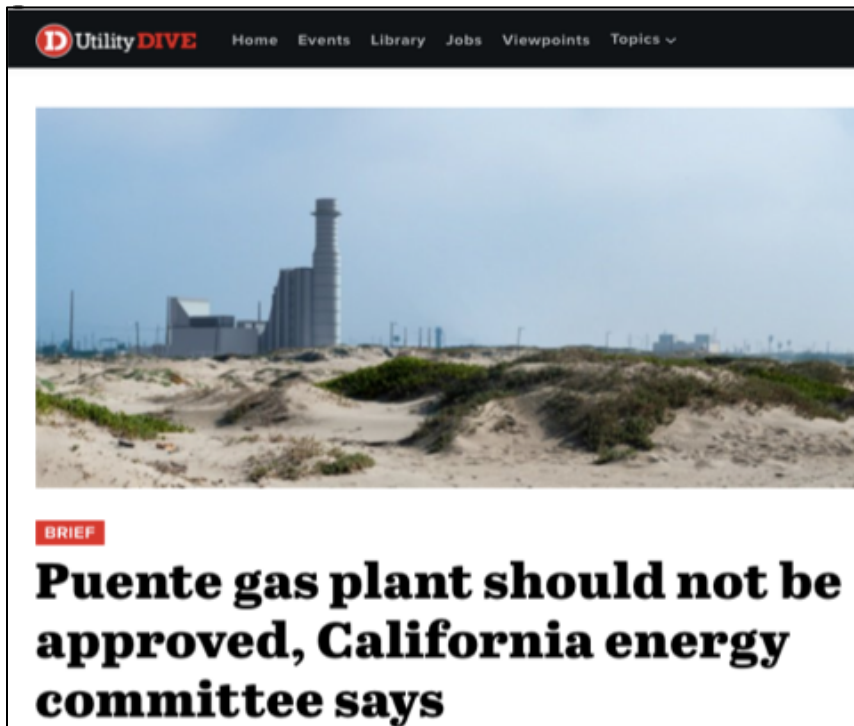 D Utility DIVE Home Events Library Jobs Viewpoints Topics
BRIEF
Puente gas plant should not be
approved, California energy
committee says